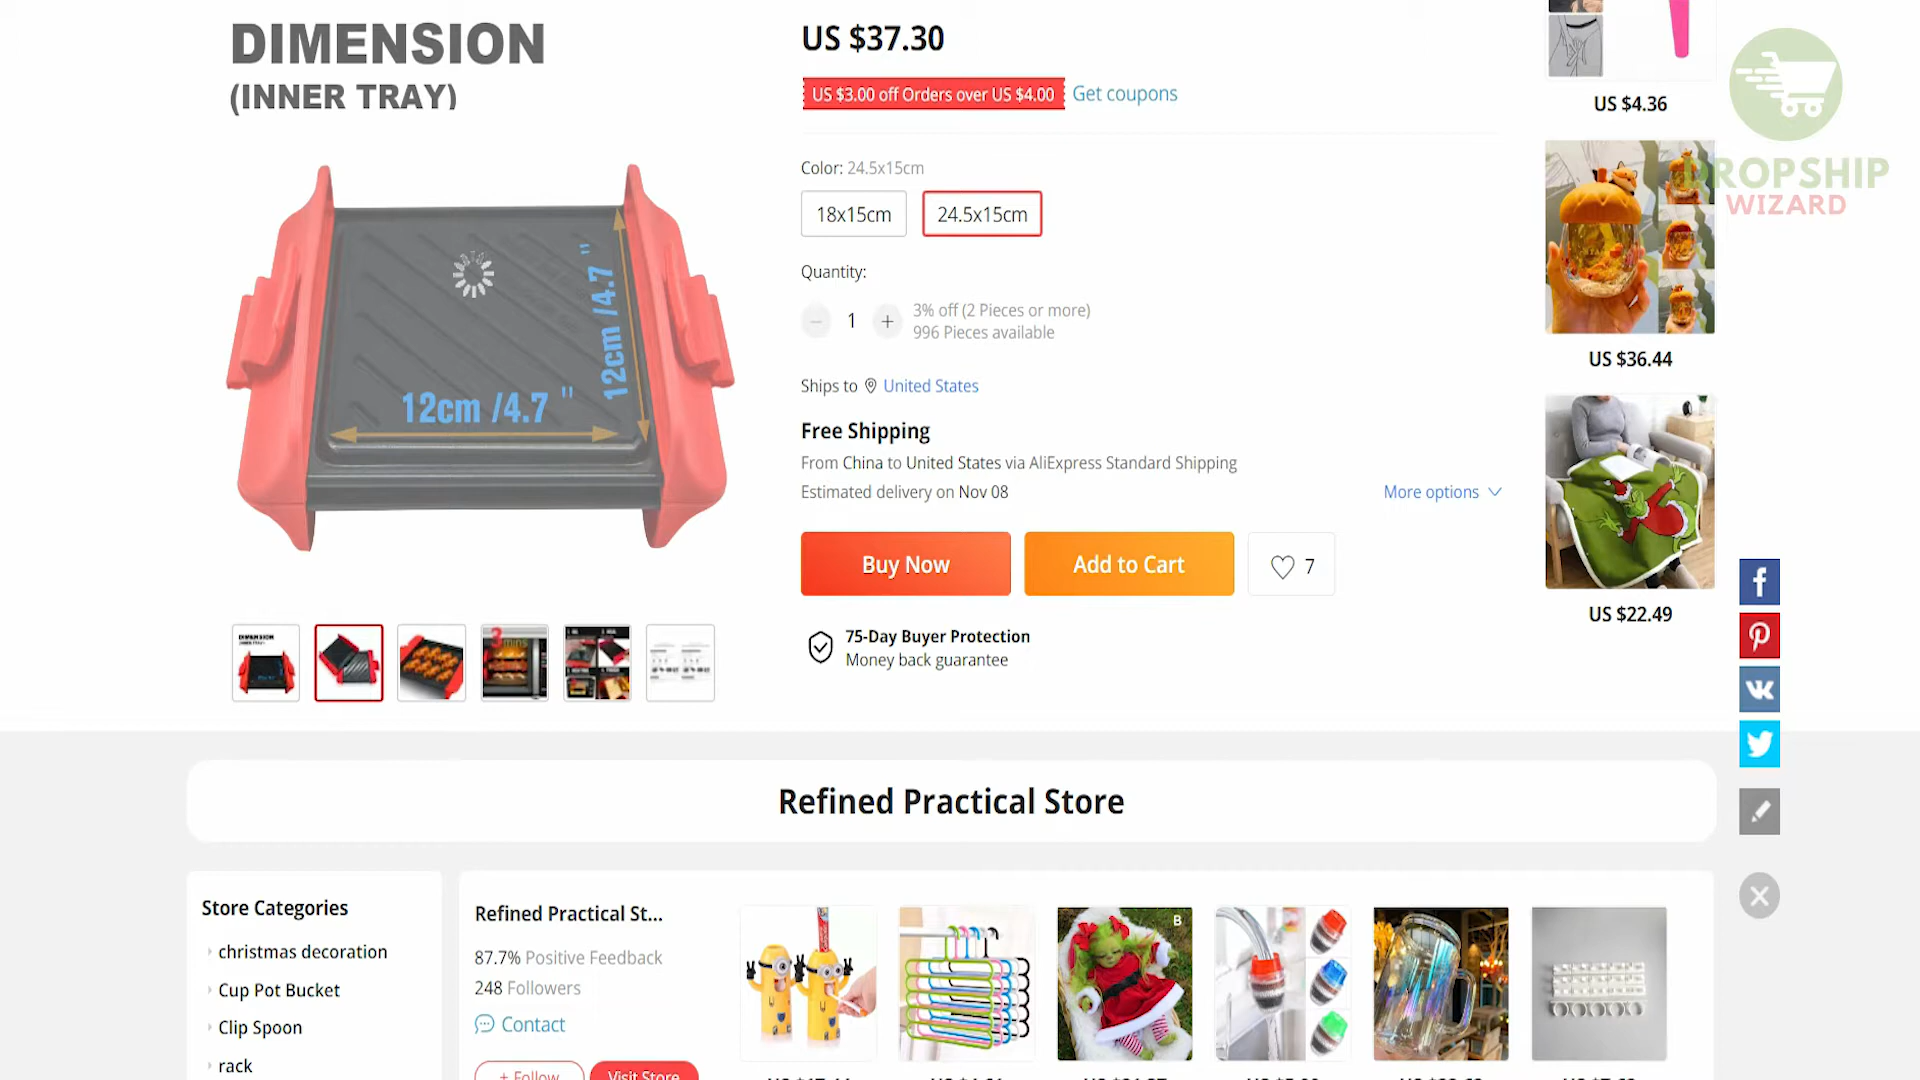 DIMENSION
(INNER TRAY)
12cm /4.7 "
12cm /4.7 "
US $37.30
US $3.00 off Orders over US $4.00 Get coupons
Color: 24.5x15cm
18x15cm
24.5x15cm
Quantity:
1
3% off (2 Pieces or more)
996 Pieces available
Ships to United States
Free Shipping
From China to United States via AliExpress Standard Shipping
Estimated delivery on Nov 08
More options
Buy Now
Add to Cart
7
75-Day Buyer Protection
Money back guarantee
US $4.36
US $36.44
US $22.49
DROPSHIP
WIZARD
DIMENSION
3 mins
Refined Practical Store
Store Categories
christmas decoration
Cup Pot Bucket
Clip Spoon
rack
Refined Practical St...
87.7% Positive Feedback
248 Followers
Contact
+ Follow
Visit Store
B